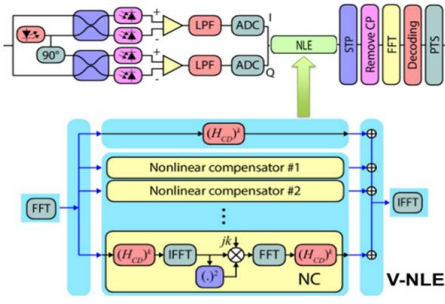 +
-
LPF
ADC
I
90°
+
-
LPF
ADC
Q
NLE
STP
Remove CP
FFT
Decoding
PTS
(H_CD)^k
FFT
Nonlinear compensator #1
Nonlinear compensator #2
⋮
IFFT
(H_CD)^k
IFFT
(.)²
jk
FFT
(H_CD)^k
NC
V-NLE